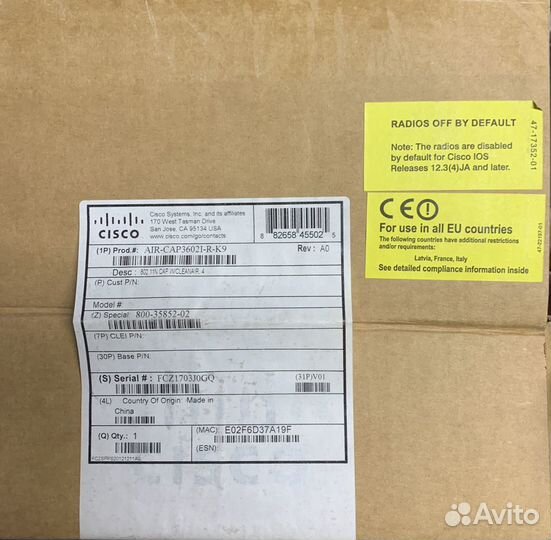 CISCO
Cisco Systems, Inc. and its affiliates
170 West Tasman Drive
San Jose, CA 95134 USA
www.cisco.com/go/contacts
8 82658 45502 5
(1P) Prod.#: AIR-CAP3602I-R-K9
Rev: A0
Desc: 802.11N CAP W/CLEANAIR, 4
(P) Cust P/N:
Model #:
(Z) Special: 800-35852-02
(7P) CLEI P/N:
(30P) Base P/N:
(S) Serial #: FCZ1703J0GQ
(31P)V01
(4L) Country Of Origin: Made in
China
(Q) Qty.: 1
(MAC): E02F6D37A19F
(ESN):
RADIOS OFF BY DEFAULT
Note: The radios are disabled
by default for Cisco IOS
Releases 12.3(4)JA and later.
47-17352-01
CE
For use in all EU countries
The following countries have additional restrictions
and/or requirements:
Latvia, France, Italy
See detailed compliance information inside
47-22197-01
Avito